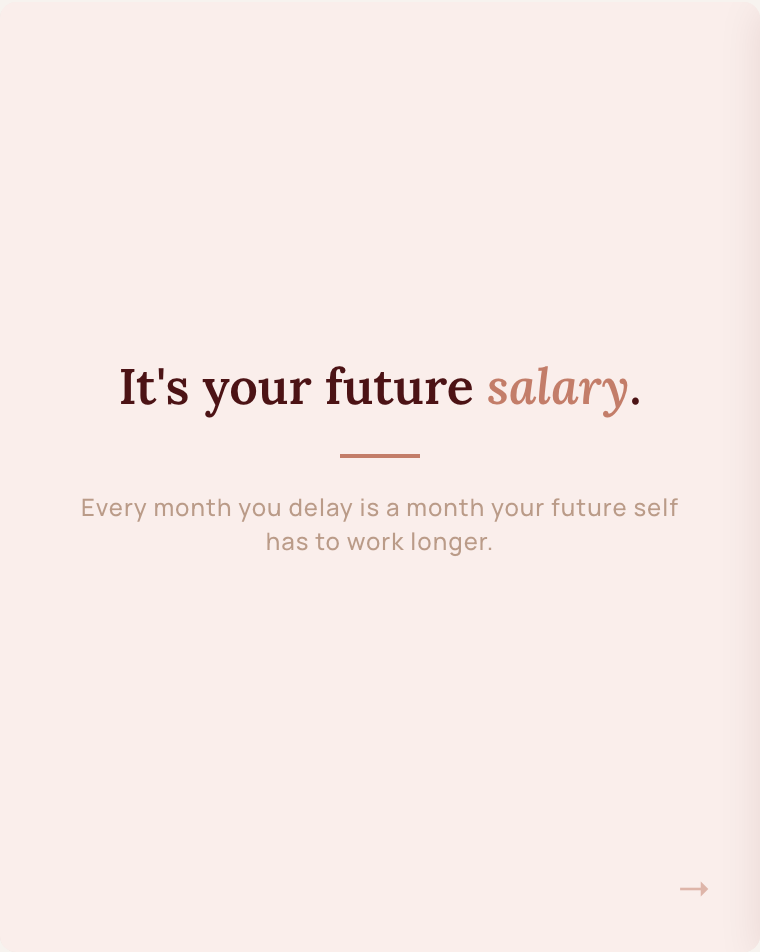 It's your future salary.
Every month you delay is a month your future self
has to work longer.